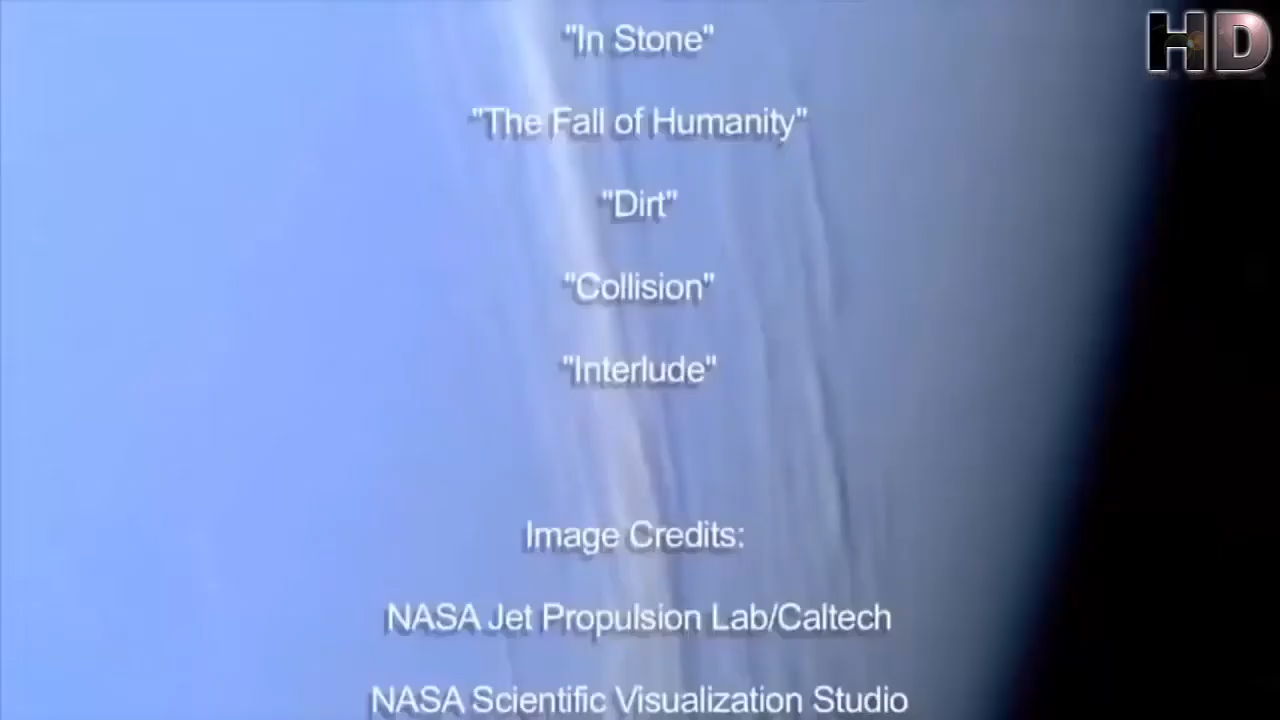 HD
"In Stone"
"The Fall of Humanity"
"Dirt"
"Collision"
"Interlude"
Image Credits:
NASA Jet Propulsion Lab/Caltech
NASA Scientific Visualization Studio